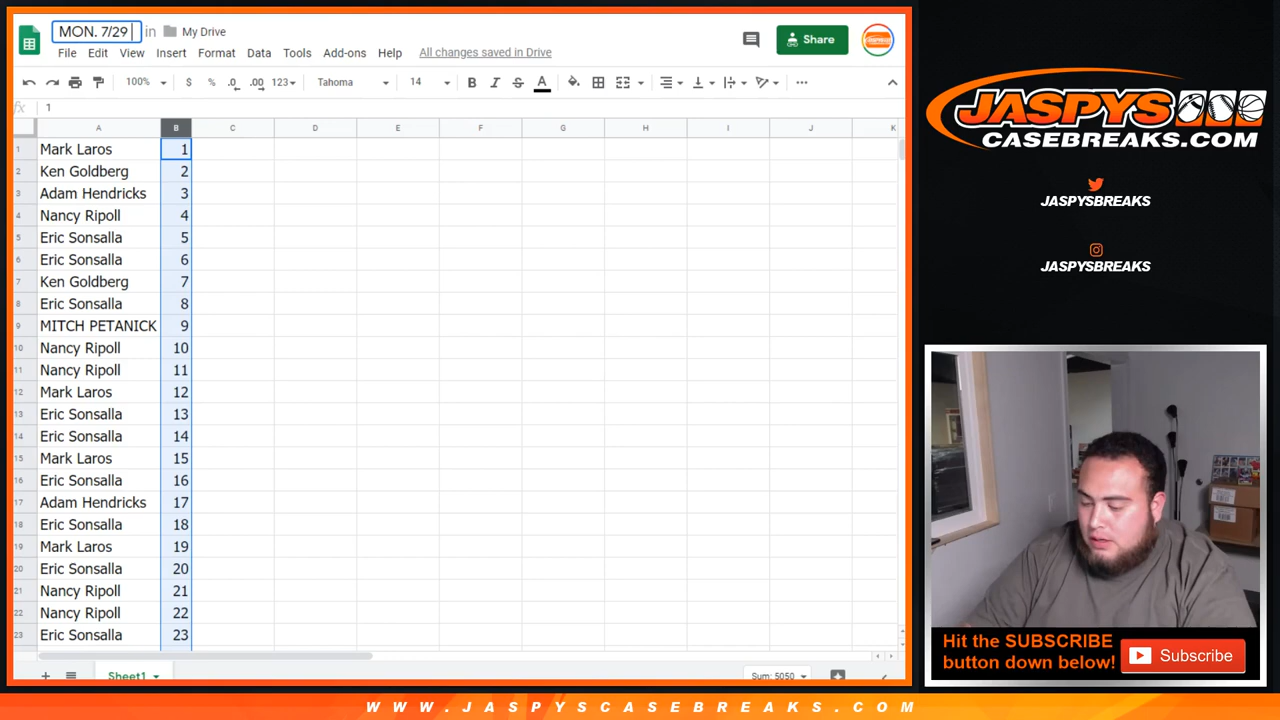 MON. 7/29 in My Drive
File Edit View Insert Format Data Tools Add-ons Help All changes saved in Drive
Share
100% $ % .0 .00 123 Tahoma 14 B I S A
fx 1
A B C D E F G H I J K
1 Mark Laros 1
2 Ken Goldberg 2
3 Adam Hendricks 3
4 Nancy Ripoll 4
5 Eric Sonsalla 5
6 Eric Sonsalla 6
7 Ken Goldberg 7
8 Eric Sonsalla 8
9 MITCH PETANICK 9
10 Nancy Ripoll 10
11 Nancy Ripoll 11
12 Mark Laros 12
13 Eric Sonsalla 13
14 Eric Sonsalla 14
15 Mark Laros 15
16 Eric Sonsalla 16
17 Adam Hendricks 17
18 Eric Sonsalla 18
19 Mark Laros 19
20 Eric Sonsalla 20
21 Nancy Ripoll 21
22 Nancy Ripoll 22
23 Eric Sonsalla 23
Sheet1 Sum: 5050
JASPYS
CASEBREAKS.COM
JASPYSBREAKS
JASPYSBREAKS
Hit the SUBSCRIBE
button down below!
Subscribe
WWW.JASPYSCASEBREAKS.COM